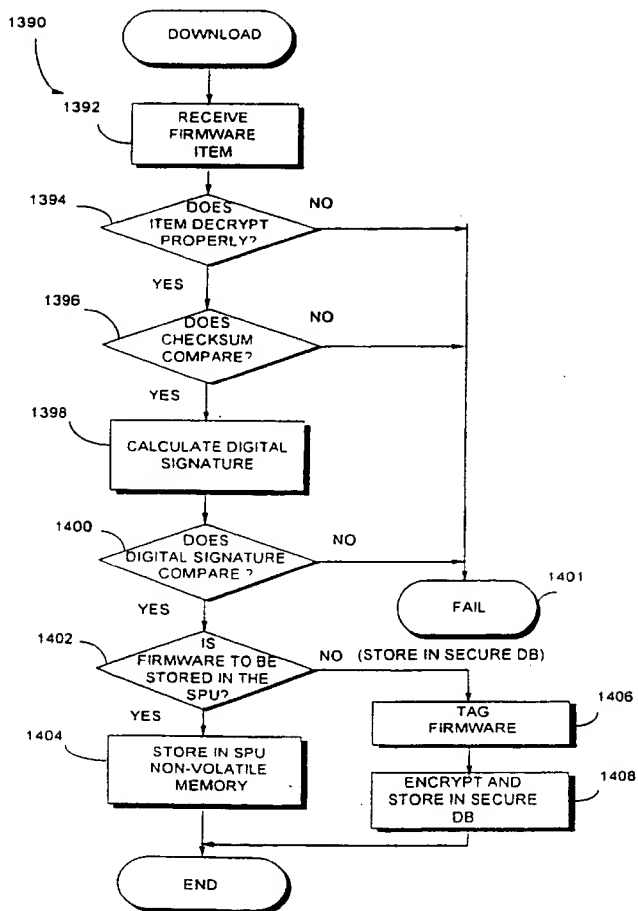 1390
DOWNLOAD
1392
RECEIVE
FIRMWARE
ITEM
1394
DOES
ITEM DECRYPT
PROPERLY?
NO
YES
1396
DOES
CHECKSUM
COMPARE?
NO
YES
1398
CALCULATE DIGITAL
SIGNATURE
1400
DOES
DIGITAL SIGNATURE
COMPARE ?
NO
YES
1401
FAIL
1402
IS
FIRMWARE TO BE
STORED IN THE
SPU?
NO (STORE IN SECURE DB)
YES
1404
STORE IN SPU
NON-VOLATILE
MEMORY
1406
TAG
FIRMWARE
1408
ENCRYPT AND
STORE IN SECURE
DB
END